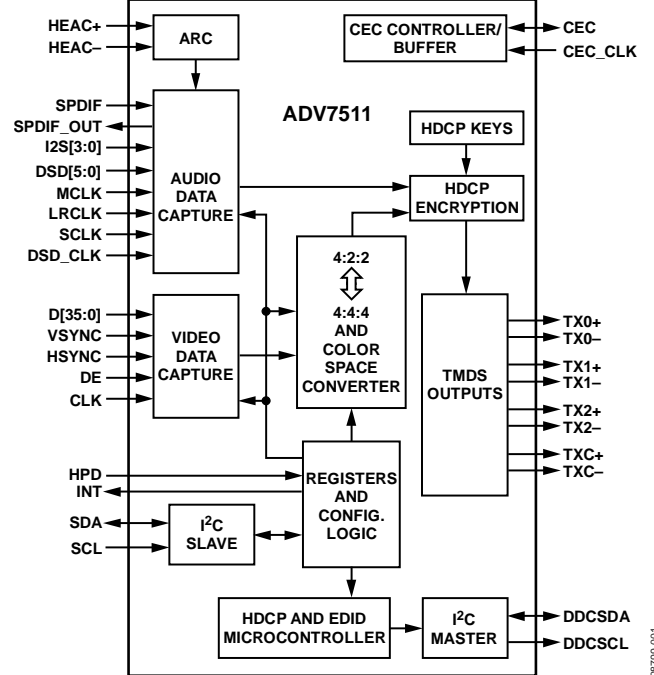 HEAC+
HEAC–
ARC
CEC CONTROLLER/
BUFFER
CEC
CEC_CLK
SPDIF
SPDIF_OUT
I2S[3:0]
DSD[5:0]
MCLK
LRCLK
SCLK
DSD_CLK
AUDIO
DATA
CAPTURE
ADV7511
HDCP KEYS
HDCP
ENCRYPTION
4:2:2
4:4:4
AND
COLOR
SPACE
CONVERTER
D[35:0]
VSYNC
HSYNC
DE
CLK
VIDEO
DATA
CAPTURE
TMDS
OUTPUTS
TX0+
TX0–
TX1+
TX1–
TX2+
TX2–
TXC+
TXC–
HPD
INT
SDA
SCL
I2C
SLAVE
REGISTERS
AND
CONFIG.
LOGIC
HDCP AND EDID
MICROCONTROLLER
I2C
MASTER
DDCSDA
DDCSCL